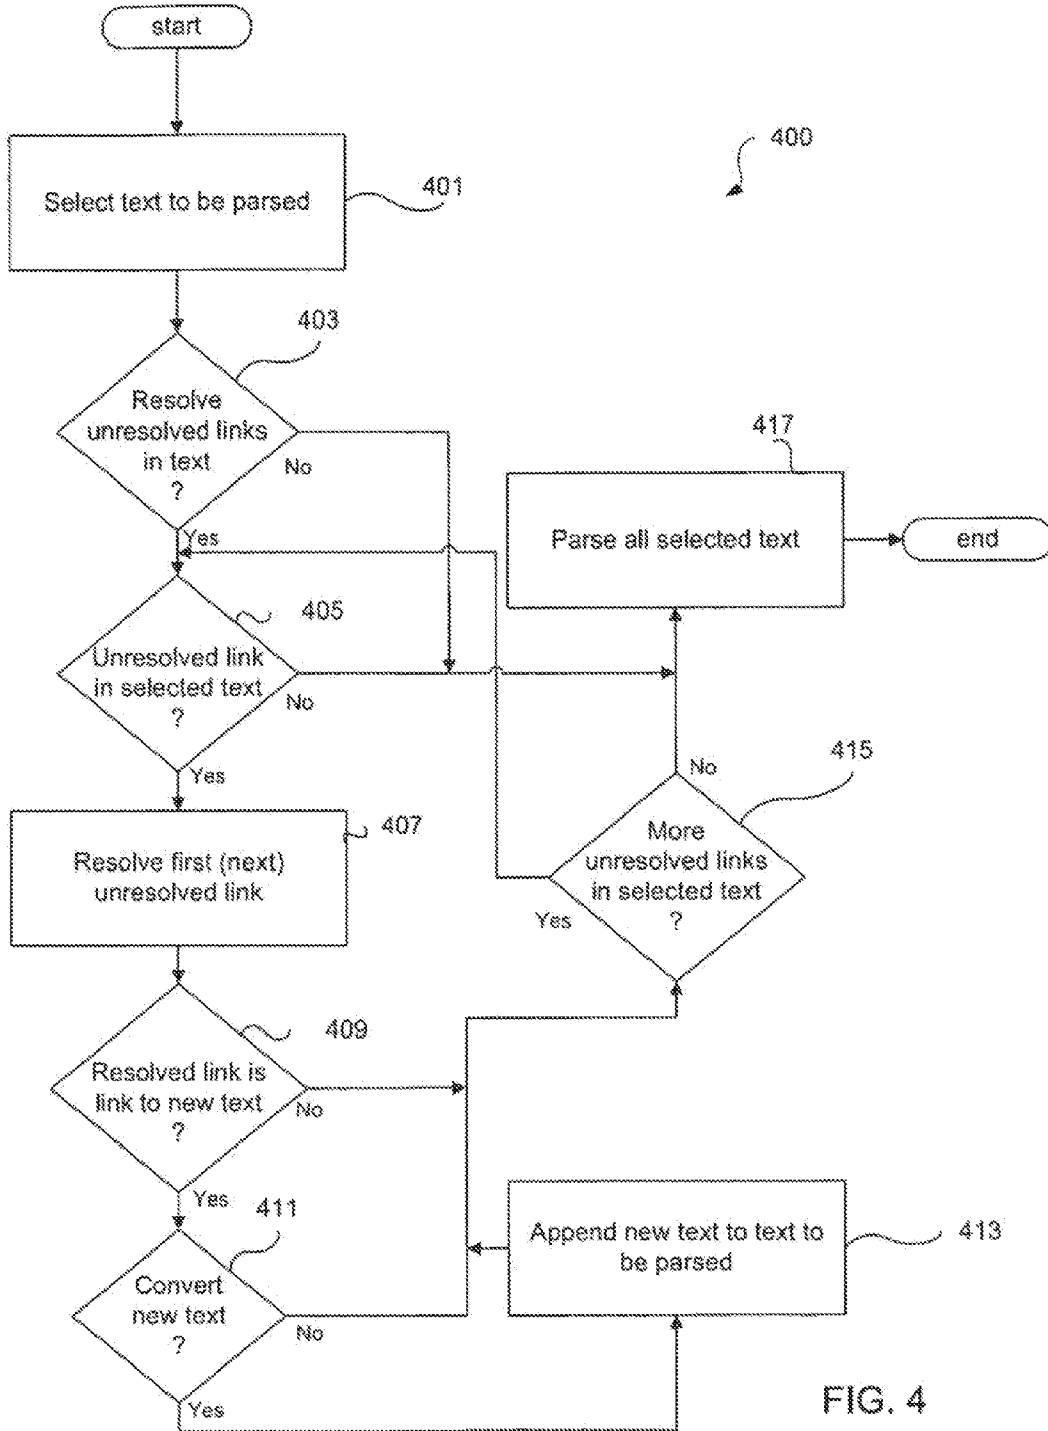 start
400
Select text to be parsed
401
403
Resolve
unresolved links
in text
?
No
Yes
417
Parse all selected text
end
405
Unresolved link
in selected text
?
No
Yes
415
No
More
unresolved links
in selected text
?
Yes
407
Resolve first (next)
unresolved link
409
Resolved link is
link to new text
?
No
Yes
411
Convert
new text
?
No
Yes
Append new text to text to
be parsed
413
FIG. 4